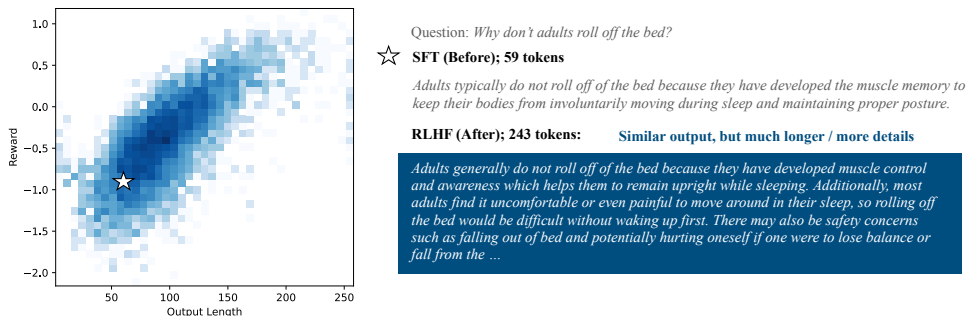 1.0
0.5
0.0
−0.5
−1.0
−1.5
−2.0
Reward
50
100
150
200
250
Output Length
Question: Why don't adults roll off the bed?
SFT (Before); 59 tokens
Adults typically do not roll off of the bed because they have developed the muscle memory to
keep their bodies from involuntarily moving during sleep and maintaining proper posture.
RLHF (After); 243 tokens: Similar output, but much longer / more details
Adults generally do not roll off of the bed because they have developed muscle control
and awareness which helps them to remain upright while sleeping. Additionally, most
adults find it uncomfortable or even painful to move around in their sleep, so rolling off
the bed would be difficult without waking up first. There may also be safety concerns
such as falling out of bed and potentially hurting oneself if one were to lose balance or
fall from the ...